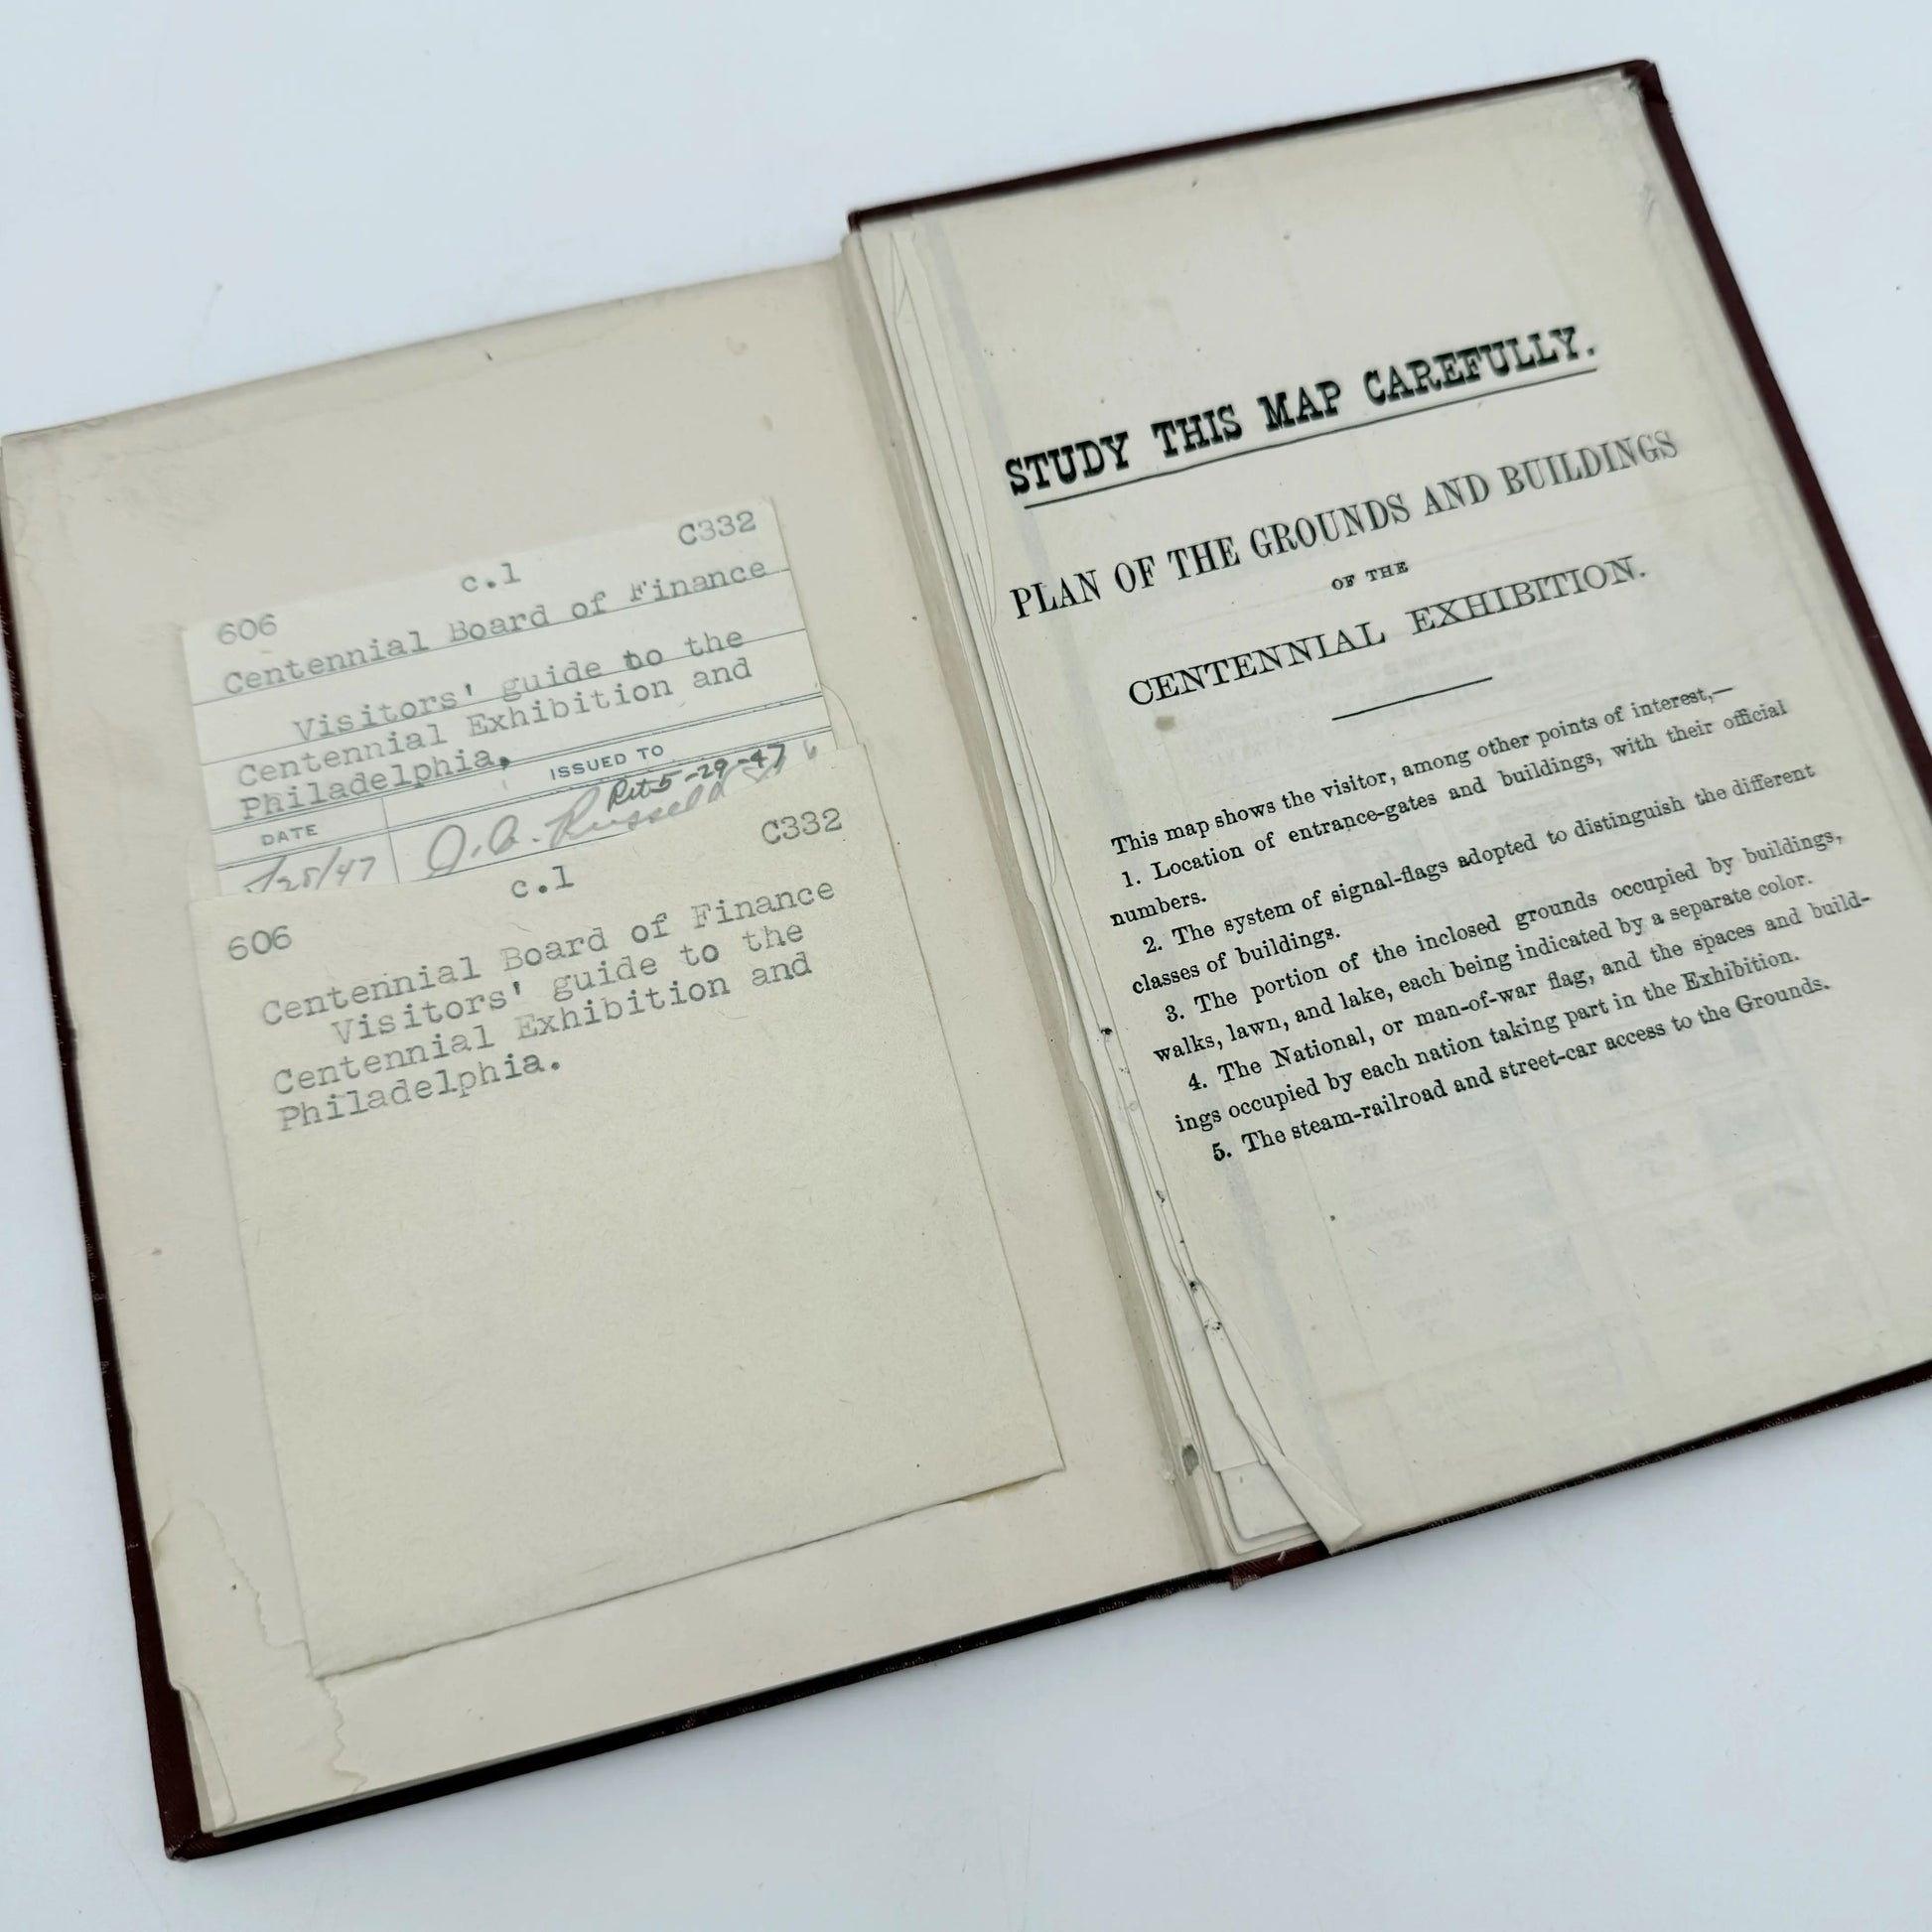 C332
c.1
606
Centennial Board of Finance
Visitors' guide to the
Centennial Exhibition and
Philadelphia.
ISSUED TO
DATE
Ret 5-29-47
/25/47 J. A. Russell
C332
c.1
606
Centennial Board of Finance
Visitors' guide to the
Centennial Exhibition and
Philadelphia.
STUDY THIS MAP CAREFULLY.
PLAN OF THE GROUNDS AND BUILDINGS
OF THE
CENTENNIAL EXHIBITION.
This map shows the visitor, among other points of interest,—
1. Location of entrance-gates and buildings, with their official
numbers.
2. The system of signal-flags adopted to distinguish the different
classes of buildings.
3. The portion of the inclosed grounds occupied by buildings,
walks, lawn, and lake, each being indicated by a separate color.
4. The National, or man-of-war flag, and the spaces and build-
ings occupied by each nation taking part in the Exhibition.
5. The steam-railroad and street-car access to the Grounds.